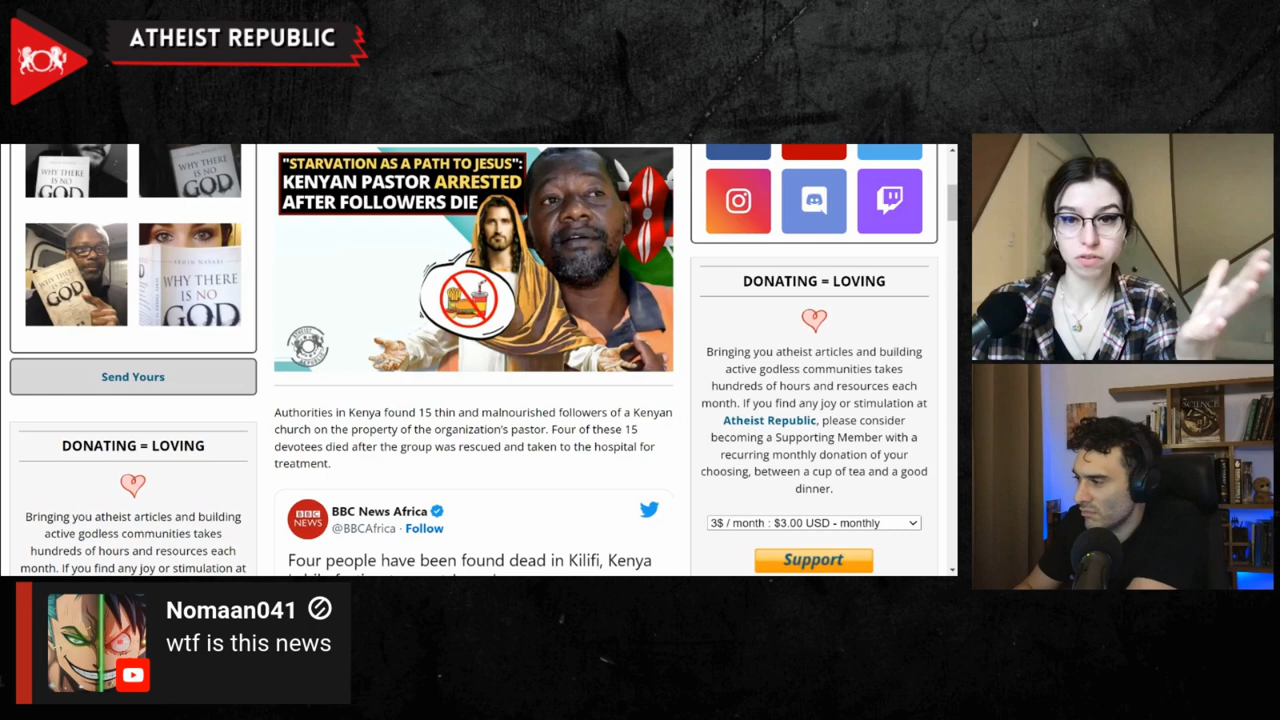 ATHEIST REPUBLIC
WHY THERE
IS NO
GOD
WHY THERE
IS NO
GOD
WHY THERE
IS NO
GOD
WHY THERE
IS NO
GOD
Send Yours
DONATING = LOVING
Bringing you atheist articles and building
active godless communities takes
hundreds of hours and resources each
month. If you find any joy or stimulation at
"STARVATION AS A PATH TO JESUS":
KENYAN PASTOR ARRESTED
AFTER FOLLOWERS DIE
Authorities in Kenya found 15 thin and malnourished followers of a Kenyan
church on the property of the organization's pastor. Four of these 15
devotees died after the group was rescued and taken to the hospital for
treatment.
BBC
NEWS
BBC News Africa
@BBCAfrica · Follow
Four people have been found dead in Kilifi, Kenya
DONATING = LOVING
Bringing you atheist articles and building
active godless communities takes
hundreds of hours and resources each
month. If you find any joy or stimulation at
Atheist Republic, please consider
becoming a Supporting Member with a
recurring monthly donation of your
choosing, between a cup of tea and a good
dinner.
3$ / month : $3.00 USD - monthly
Support
SCIENCE
Nomaan041
wtf is this news